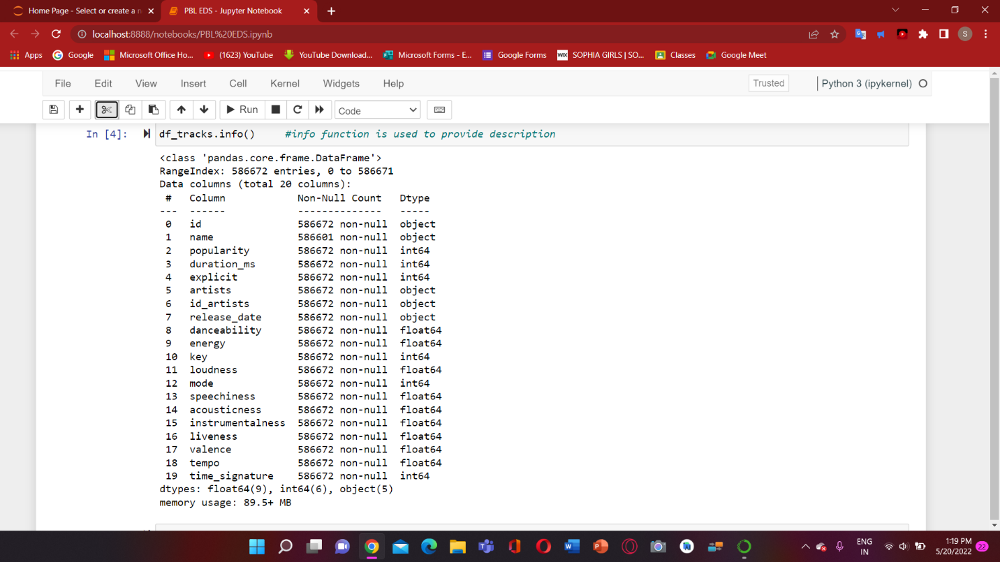 Home Page - Select or create a n
PBL EDS - Jupyter Notebook
localhost:8888/notebooks/PBL%20EDS.ipynb
S
Apps
Google
Microsoft Office Ho...
(1623) YouTube
YouTube Download...
Microsoft Forms - E...
Google Forms
WIX
SOPHIA GIRLS | SO...
Classes
Google Meet
File Edit View Insert Cell Kernel Widgets Help
Trusted
Python 3 (ipykernel)
Run
Code
In [4]: df_tracks.info() #info function is used to provide description
<class 'pandas.core.frame.DataFrame'>
RangeIndex: 586672 entries, 0 to 586671
Data columns (total 20 columns):
# Column Non-Null Count Dtype
--- ------ -------------- -----
0 id 586672 non-null object
1 name 586601 non-null object
2 popularity 586672 non-null int64
3 duration_ms 586672 non-null int64
4 explicit 586672 non-null int64
5 artists 586672 non-null object
6 id_artists 586672 non-null object
7 release_date 586672 non-null object
8 danceability 586672 non-null float64
9 energy 586672 non-null float64
10 key 586672 non-null int64
11 loudness 586672 non-null float64
12 mode 586672 non-null int64
13 speechiness 586672 non-null float64
14 acousticness 586672 non-null float64
15 instrumentalness 586672 non-null float64
16 liveness 586672 non-null float64
17 valence 586672 non-null float64
18 tempo 586672 non-null float64
19 time_signature 586672 non-null int64
dtypes: float64(9), int64(6), object(5)
memory usage: 89.5+ MB
ENG
IN
1:19 PM
5/20/2022
22